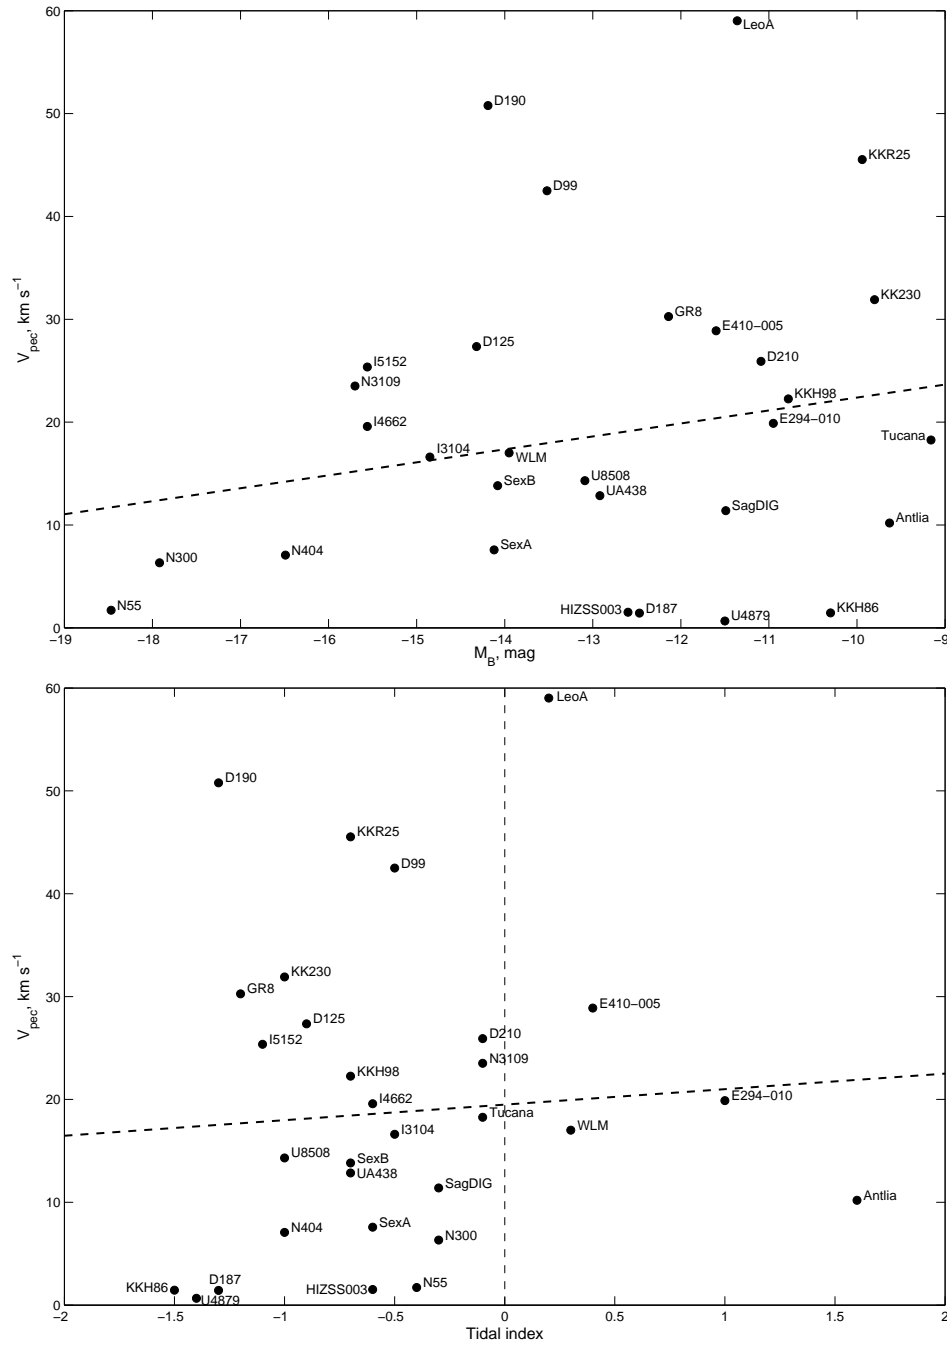 60
LeoA
D190
50
KKR25
D99
40
V_pec, km s⁻¹
KK230
30
GR8
E410−005
D125
D210
I5152
N3109
KKH98
I4662
E294−010
20
Tucana
I3104
WLM
U8508
SexB
UA438
SagDIG
10
Antlia
SexA
N404
N300
N55
HIZSS003
D187
U4879
KKH86
0
−19
−18
−17
−16
−15
−14
−13
−12
−11
−10
−9
M_B, mag
60
LeoA
D190
50
KKR25
D99
40
V_pec, km s⁻¹
KK230
GR8
30
E410−005
D125
I5152
D210
N3109
KKH98
I4662
20
Tucana
E294−010
I3104
WLM
U8508
SexB
UA438
SagDIG
Antlia
10
SexA
N404
N300
D187
KKH86
U4879
HIZSS003
N55
0
−2
−1.5
−1
−0.5
0
0.5
1
1.5
2
Tidal index